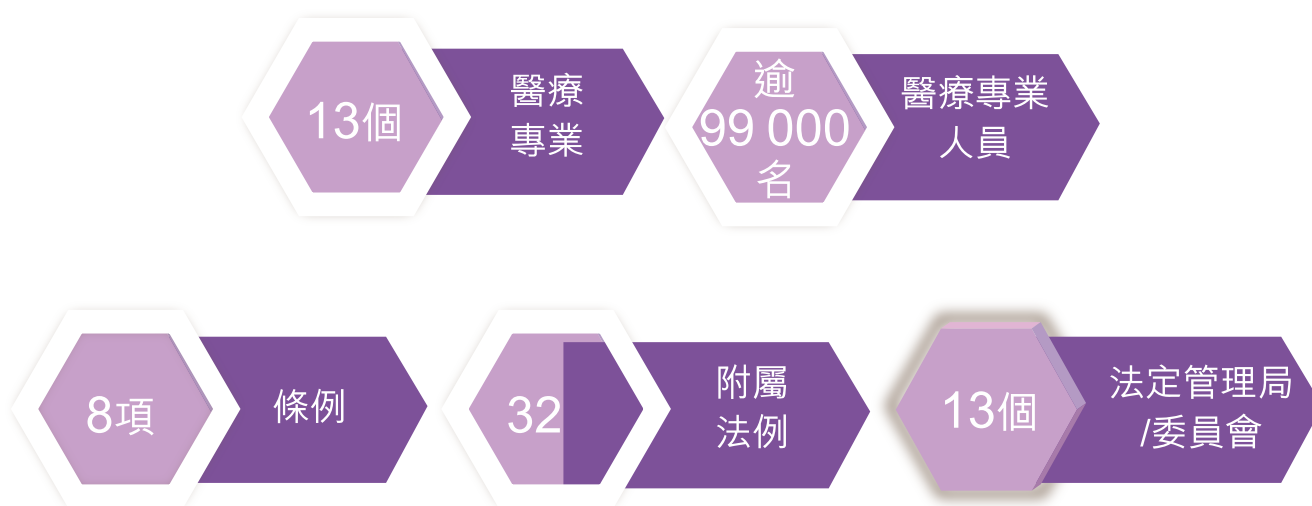 13個
醫療
專業
逾
99 000
名
醫療專業
人員
8項
條例
32
附屬
法例
13個
法定管理局
/委員會